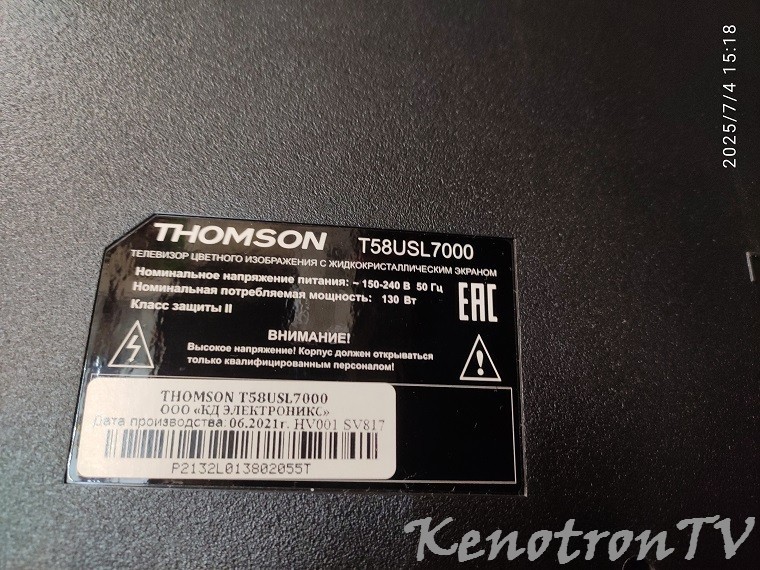 2025/7/4 15:18
THOMSON T58USL7000
ТЕЛЕВИЗОР ЦВЕТНОГО ИЗОБРАЖЕНИЯ С ЖИДКОКРИСТАЛЛИЧЕСКИМ ЭКРАНОМ
Номинальное напряжение питания: ~ 150-240 В 50 Гц
Номинальная потребляемая мощность: 130 Вт
Класс защиты II
EAC
ВНИМАНИЕ!
Высокое напряжение! Корпус должен открываться
только квалифицированным персоналом!
THOMSON T58USL7000
ООО «КД ЭЛЕКТРОНИКС»
Дата производства: 06.2021г. HV001 SV817
P2132L013802055T
KenotronTV